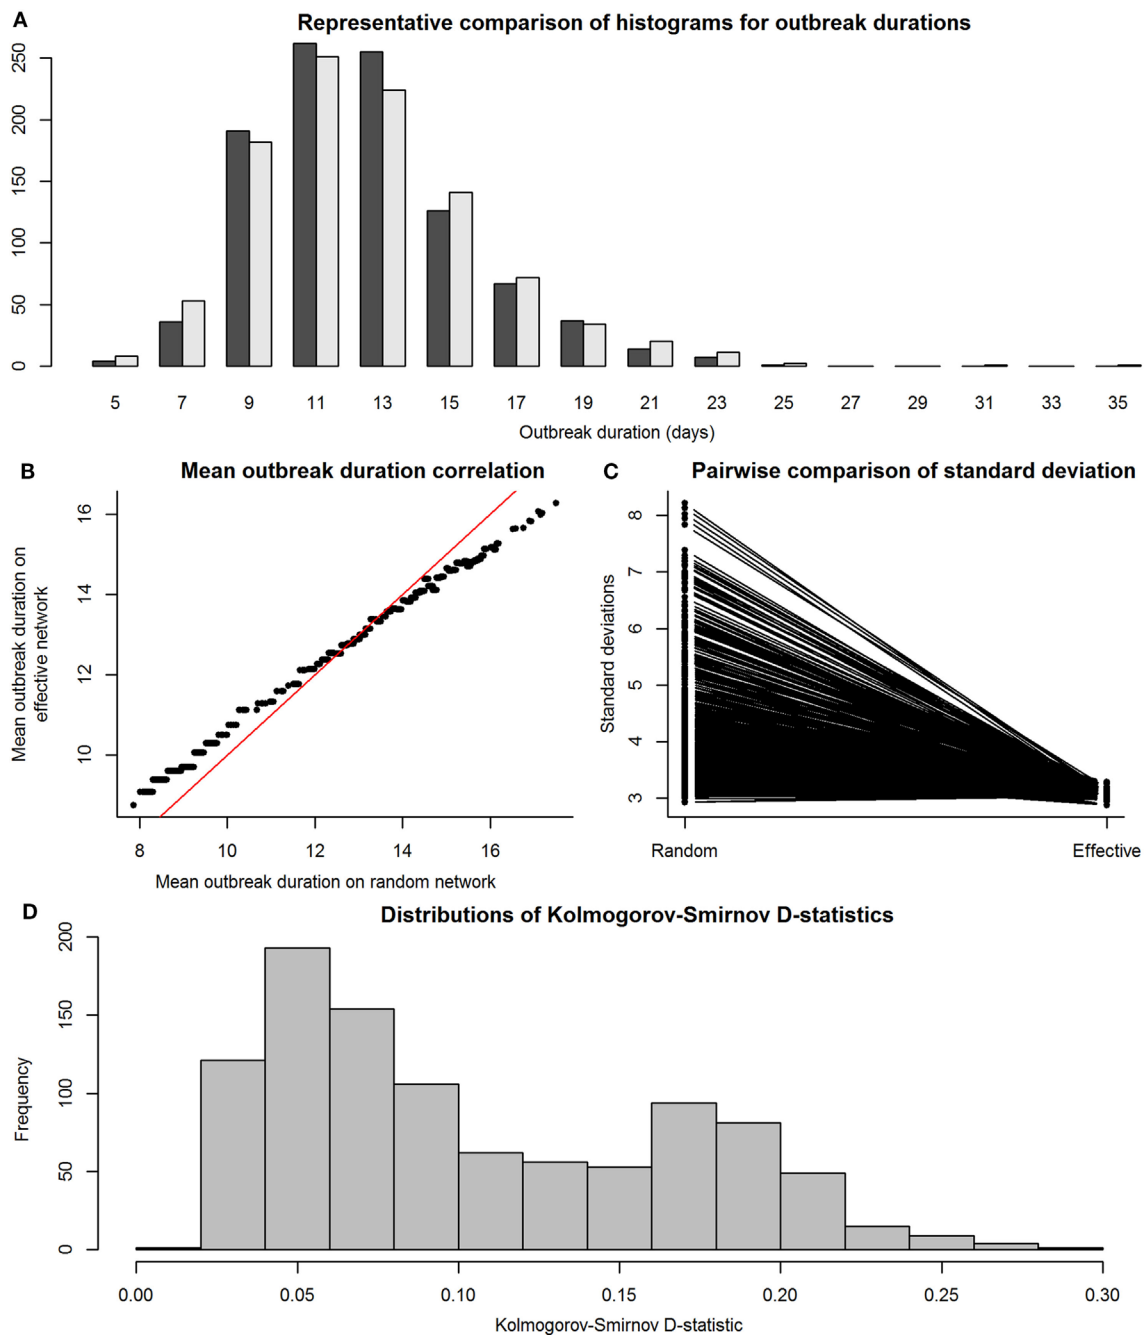 A
Representative comparison of histograms for outbreak durations
250
200
150
100
50
0
5 7 9 11 13 15 17 19 21 23 25 27 29 31 33 35
Outbreak duration (days)
B
Mean outbreak duration correlation
Mean outbreak duration on
effective network
16
14
12
10
8 10 12 14 16
Mean outbreak duration on random network
C
Pairwise comparison of standard deviation
Standard deviations
8
7
6
5
4
3
Random Effective
D
Distributions of Kolmogorov-Smirnov D-statistics
Frequency
200
150
100
50
0
0.00 0.05 0.10 0.15 0.20 0.25 0.30
Kolmogorov-Smirnov D-statistic